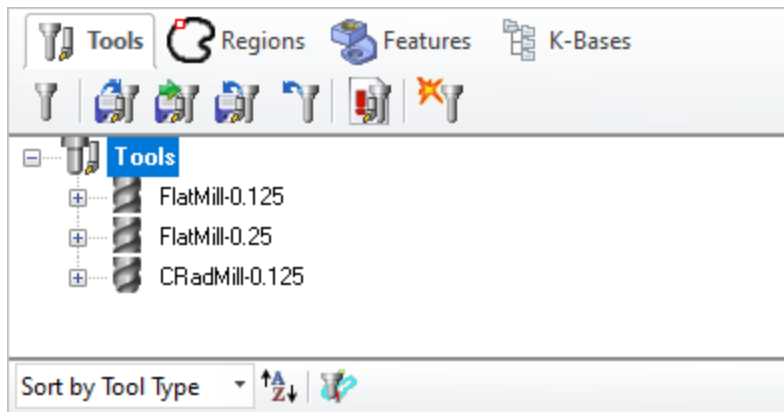 Tools Regions Features K-Bases
Tools
FlatMill-0.125
FlatMill-0.25
CRadMill-0.125
Sort by Tool Type